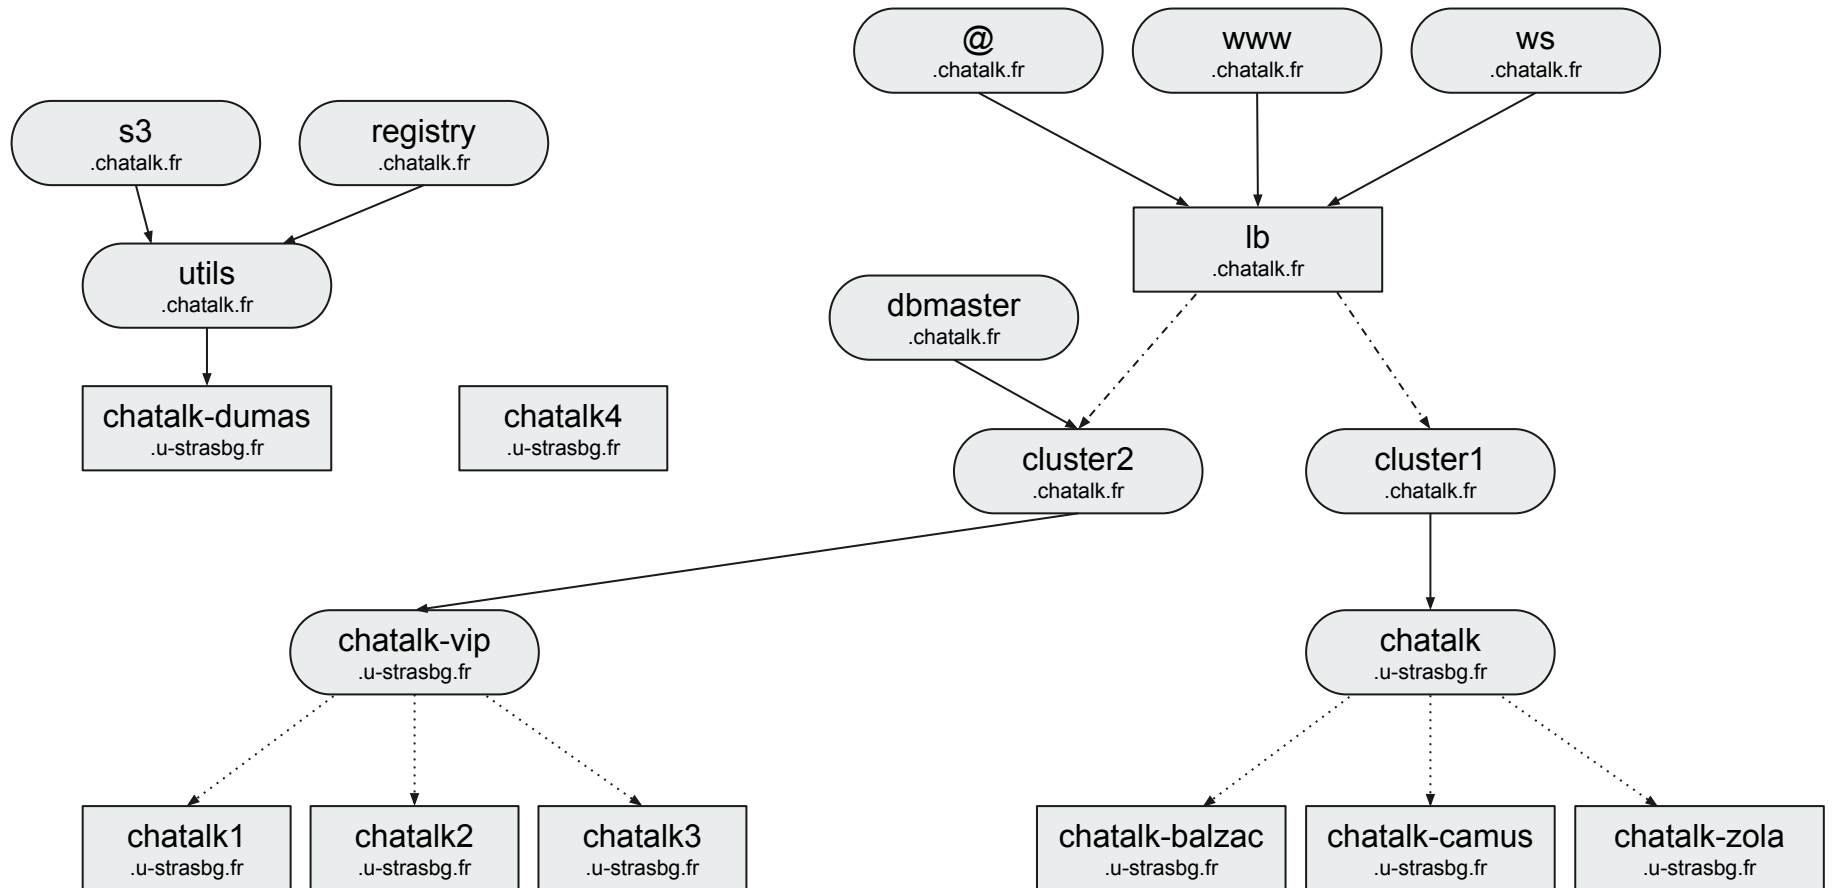 @
.chatalk.fr
www
.chatalk.fr
ws
.chatalk.fr
s3
.chatalk.fr
registry
.chatalk.fr
lb
.chatalk.fr
utils
.chatalk.fr
dbmaster
.chatalk.fr
chatalk-dumas
.u-strasbg.fr
chatalk4
.u-strasbg.fr
cluster2
.chatalk.fr
cluster1
.chatalk.fr
chatalk-vip
.u-strasbg.fr
chatalk
.u-strasbg.fr
chatalk1
.u-strasbg.fr
chatalk2
.u-strasbg.fr
chatalk3
.u-strasbg.fr
chatalk-balzac
.u-strasbg.fr
chatalk-camus
.u-strasbg.fr
chatalk-zola
.u-strasbg.fr